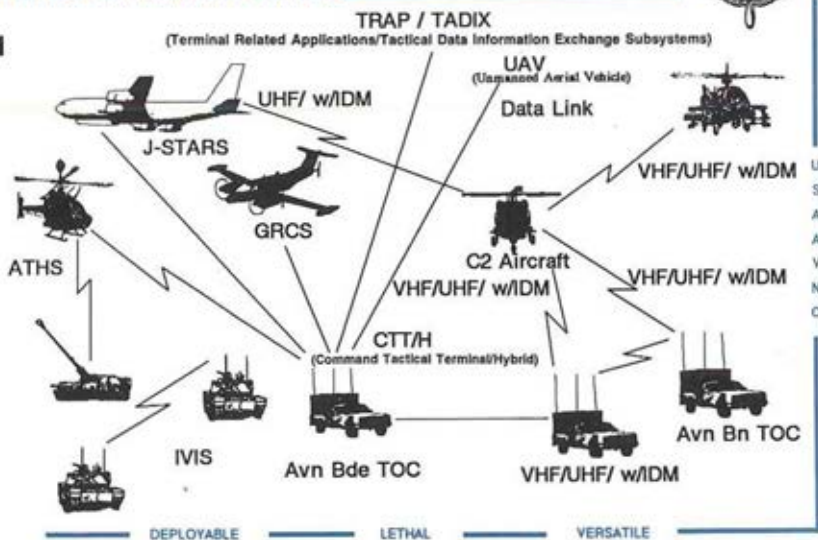 TRAP / TADIX
(Terminal Related Applications/Tactical Data Information Exchange Subsystems)
UAV
(Unmanned Aerial Vehicle)
Data Link
UHF/ w/IDM
J-STARS
VHF/UHF/ w/IDM
GRCS
ATHS
C2 Aircraft
VHF/UHF/ w/IDM
VHF/UHF/ w/IDM
CTT/H
(Command Tactical Terminal/Hybrid)
IVIS
Avn Bde TOC
VHF/UHF/ w/IDM
Avn Bn TOC
U
S
A
A
V
N
C
DEPLOYABLE LETHAL VERSATILE